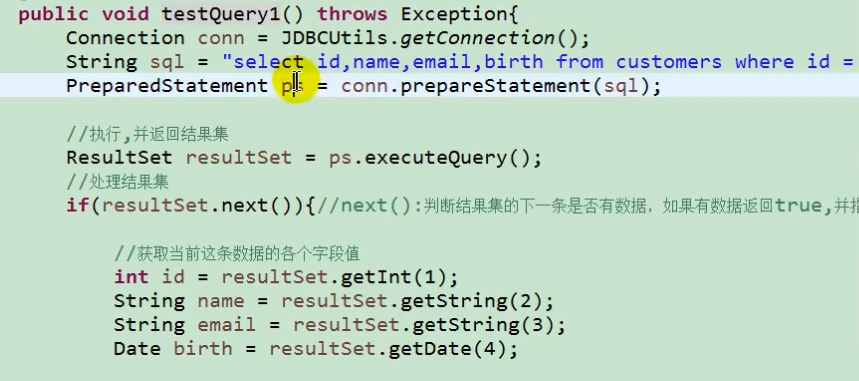 public void testQuery1() throws Exception{
Connection conn = JDBCUtils.getConnection();
String sql = "select id,name,email,birth from customers where id =
PreparedStatement ps = conn.prepareStatement(sql);
//执行,并返回结果集
ResultSet resultSet = ps.executeQuery();
//处理结果集
if(resultSet.next()){//next():判断结果集的下一条是否有数据，如果有数据返回true,并指
//获取当前这条数据的各个字段值
int id = resultSet.getInt(1);
String name = resultSet.getString(2);
String email = resultSet.getString(3);
Date birth = resultSet.getDate(4);